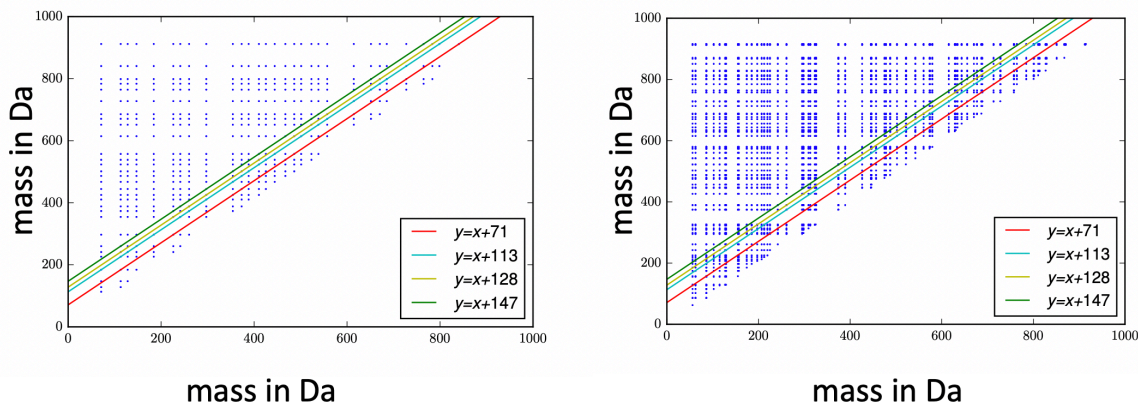 1000
800
600
400
200
0
mass in Da
y=x+71
y=x+113
y=x+128
y=x+147
0 200 400 600 800 1000
mass in Da
1000
800
600
400
200
0
mass in Da
y=x+71
y=x+113
y=x+128
y=x+147
0 200 400 600 800 1000
mass in Da